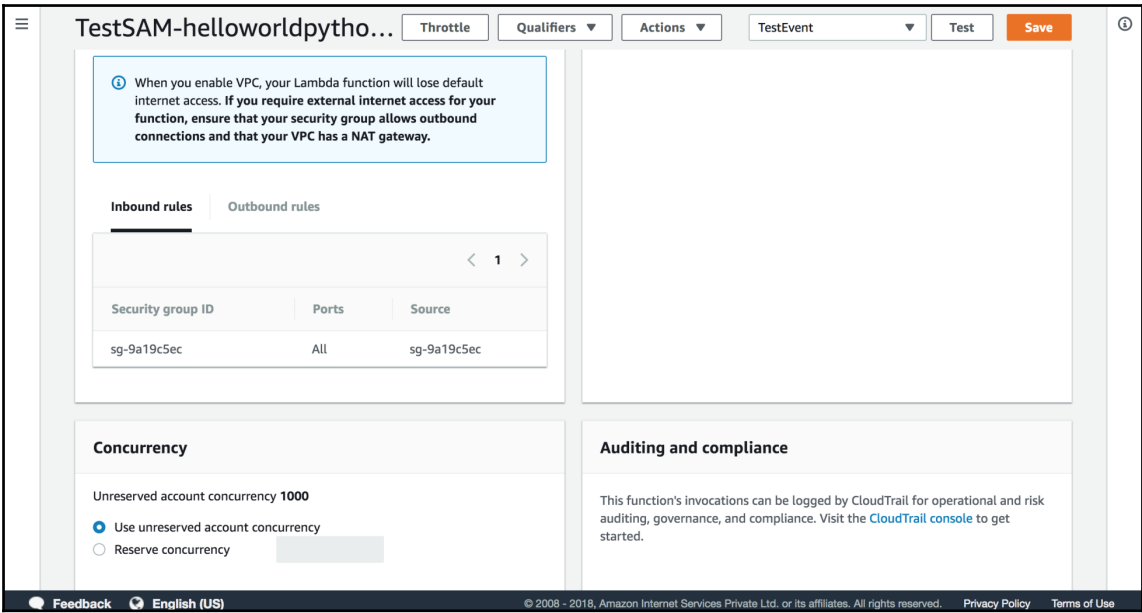 TestSAM-helloworldpytho...
Throttle
Qualifiers
Actions
TestEvent
Test
Save
When you enable VPC, your Lambda function will lose default
internet access. If you require external internet access for your
function, ensure that your security group allows outbound
connections and that your VPC has a NAT gateway.
Inbound rules
Outbound rules
1
Security group ID Ports Source
sg-9a19c5ec All sg-9a19c5ec
Concurrency
Unreserved account concurrency 1000
Use unreserved account concurrency
Reserve concurrency
Auditing and compliance
This function's invocations can be logged by CloudTrail for operational and risk
auditing, governance, and compliance. Visit the CloudTrail console to get
started.
Feedback English (US) © 2008 - 2018, Amazon Internet Services Private Ltd. or its affiliates. All rights reserved. Privacy Policy Terms of Use